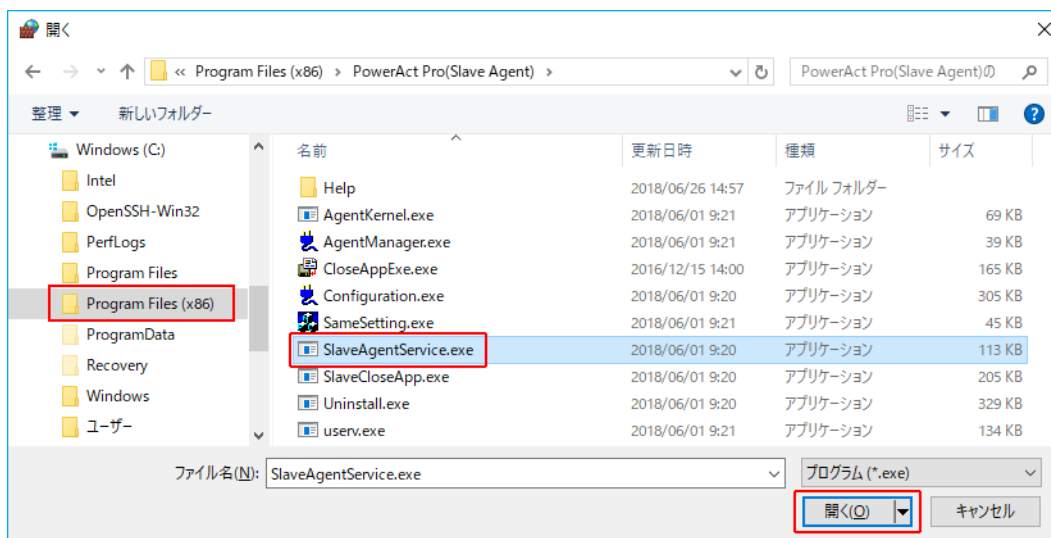 開く
« Program Files (x86) › PowerAct Pro(Slave Agent) ›
PowerAct Pro(Slave Agent)の
整理 新しいフォルダー
Windows (C:)
Intel
OpenSSH-Win32
PerfLogs
Program Files
Program Files (x86)
ProgramData
Recovery
Windows
ユーザー
名前 更新日時 種類 サイズ
Help 2018/06/26 14:57 ファイル フォルダー
AgentKernel.exe 2018/06/01 9:21 アプリケーション 69 KB
AgentManager.exe 2018/06/01 9:21 アプリケーション 39 KB
CloseAppExe.exe 2016/12/15 14:00 アプリケーション 165 KB
Configuration.exe 2018/06/01 9:20 アプリケーション 305 KB
SameSetting.exe 2018/06/01 9:21 アプリケーション 45 KB
SlaveAgentService.exe 2018/06/01 9:20 アプリケーション 113 KB
SlaveCloseApp.exe 2018/06/01 9:20 アプリケーション 205 KB
Uninstall.exe 2018/06/01 9:20 アプリケーション 329 KB
userv.exe 2018/06/01 9:21 アプリケーション 134 KB
ファイル名(N): SlaveAgentService.exe プログラム (*.exe)
開く(O) キャンセル